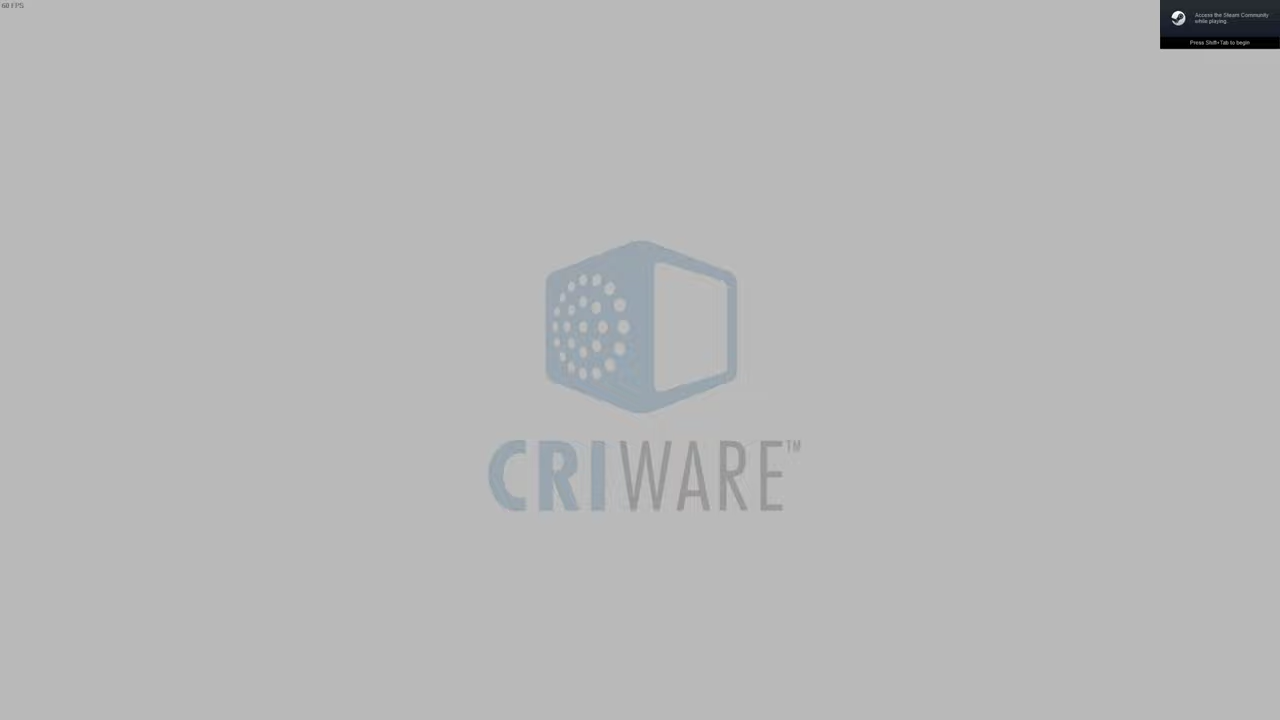 60 FPS
Access the Steam Community
while playing.
Press Shift+Tab to begin
CRIWARE™